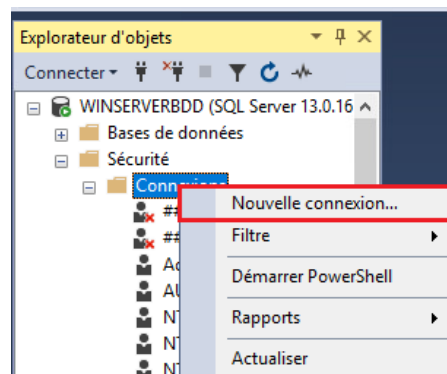 Explorateur d'objets
Connecter
WINSERVERBDD (SQL Server 13.0.16
Bases de données
Sécurité
Nouvelle connexion...
##
Filtre
##
Démarrer PowerShell
Rapports
Actualiser